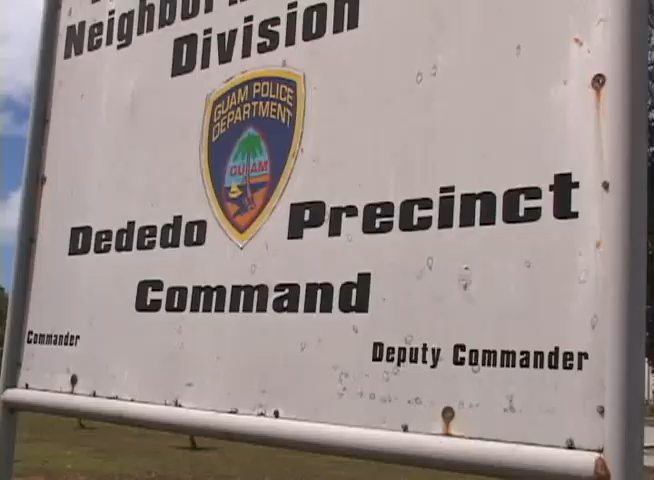 Division
GUAM POLICE
DEPARTMENT
GUAM
Dededo Precinct
Command
Commander
Deputy Commander